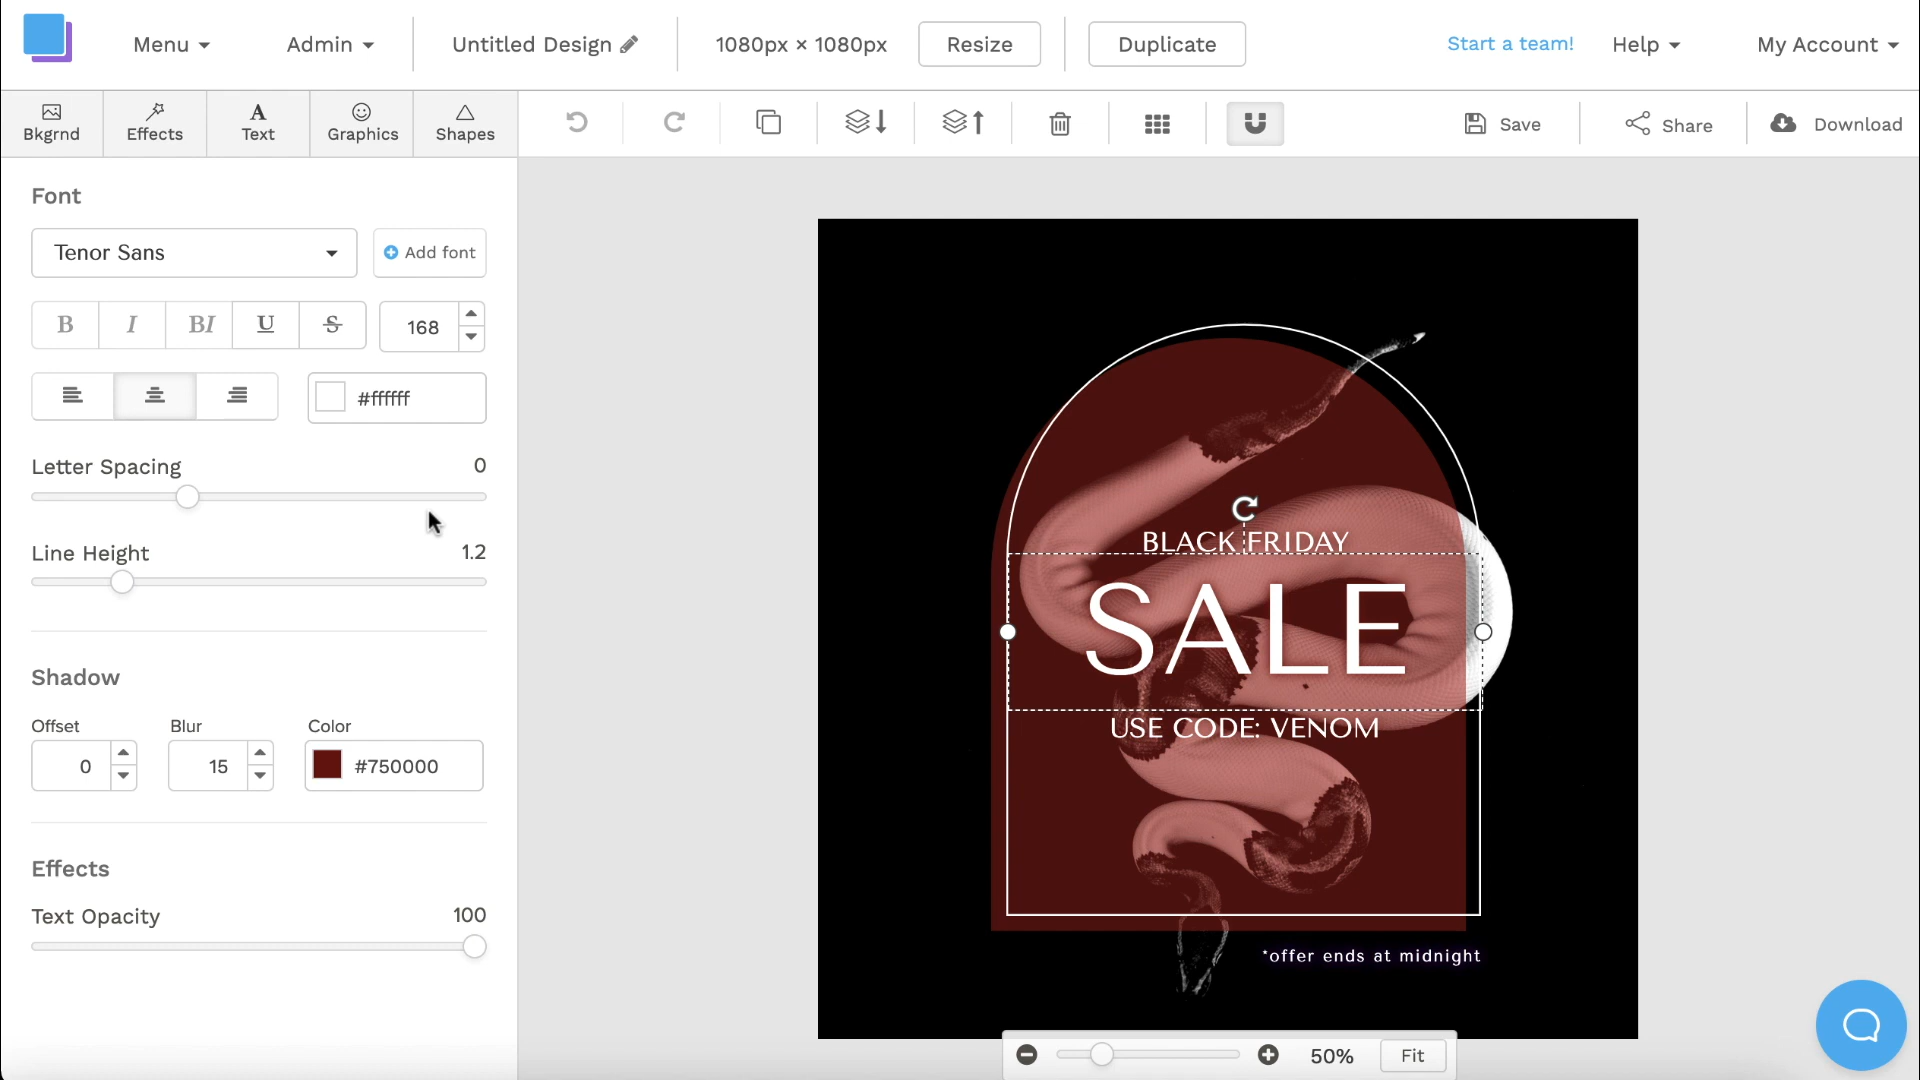 Menu
Admin
Untitled Design
1080px × 1080px
Resize
Duplicate
Start a team!
Help
My Account
Bkgrnd
Effects
Text
Graphics
Shapes
Save
Share
Download
Font
Tenor Sans
Add font
B
I
BI
U
S
168
#ffffff
Letter Spacing
0
Line Height
1.2
Shadow
Offset
Blur
Color
0
15
#750000
Effects
Text Opacity
100
BLACK FRIDAY
SALE
USE CODE: VENOM
*offer ends at midnight
50%
Fit